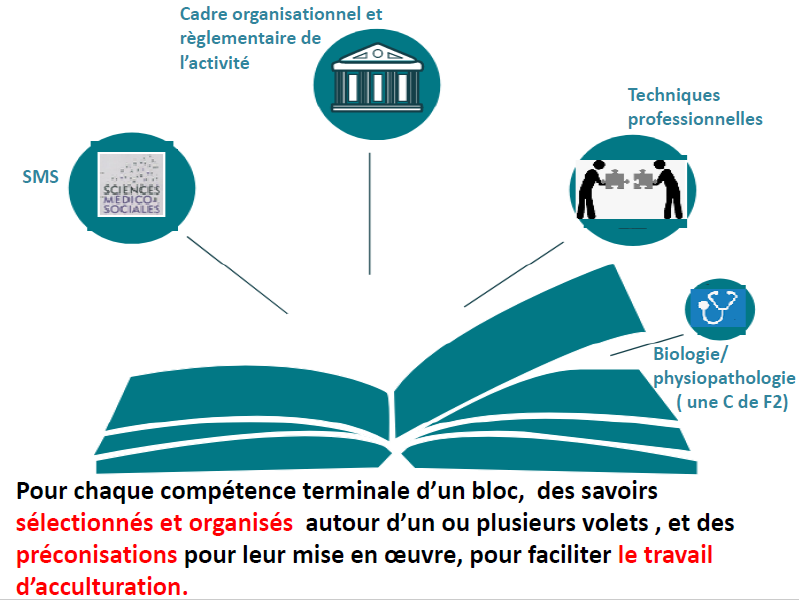 Cadre organisationnel et
règlementaire de
l’activité
Techniques
professionnelles
SMS
SCIENCES
MEDICO
SOCIALES
Biologie/
physiopathologie
( une C de F2)
Pour chaque compétence terminale d’un bloc, des savoirs
sélectionnés et organisés autour d’un ou plusieurs volets , et des
préconisations pour leur mise en œuvre, pour faciliter le travail
d’acculturation.